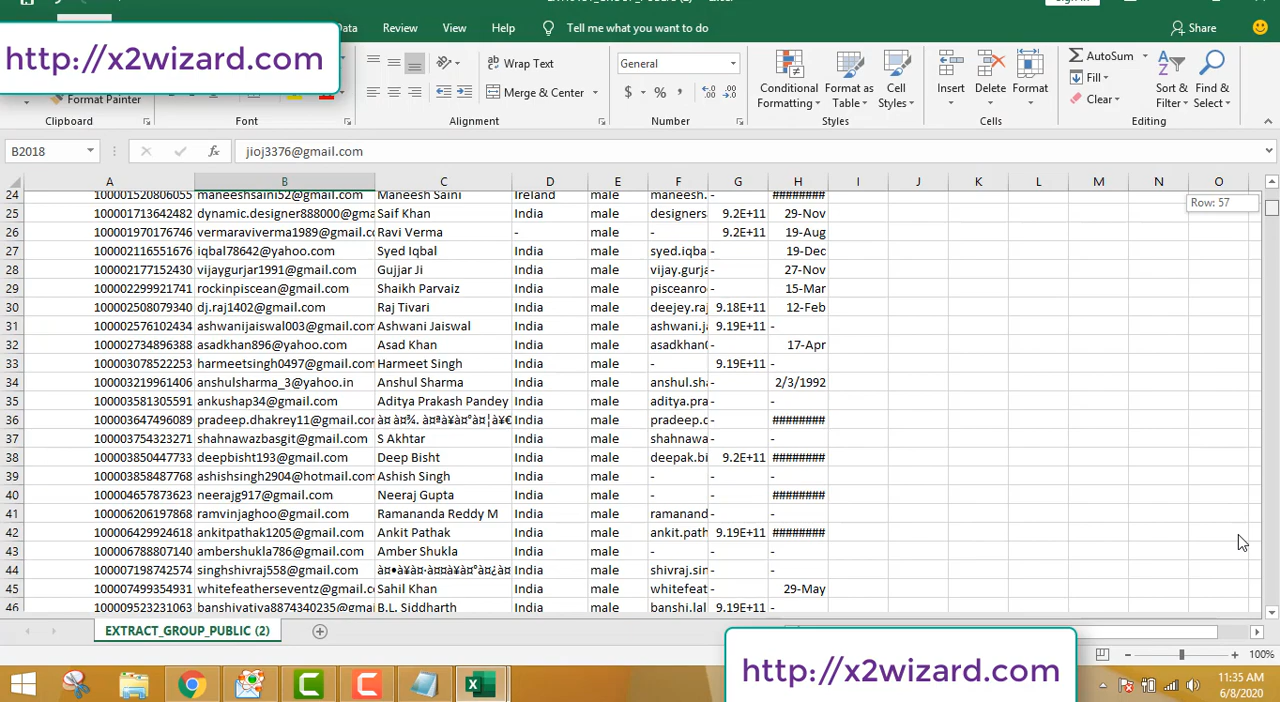 http://x2wizard.com
Data Review View Help Tell me what you want to do Share
Wrap Text General AutoSum
Merge & Center Conditional Formatting Format as Table Cell Styles Insert Delete Format Fill Sort & Filter Find & Select
Format Painter Clear
Clipboard Font Alignment Number Styles Cells Editing
B2018 fx jioj3376@gmail.com
A B C D E F G H I J K L M N O
24 100001520806055 maneeshsaini52@gmail.com Maneesh Saini Ireland male maneesh. - ########
Row: 57
25 100001713642482 dynamic.designer888000@gma Saif Khan India male designers 9.2E+11 29-Nov
26 100001970176746 vermaraviverma1989@gmail.c Ravi Verma - male - 9.2E+11 19-Aug
27 100002116551676 iqbal78642@yahoo.com Syed Iqbal India male syed.iqba - 19-Dec
28 100002177152430 vijaygurjar1991@gmail.com Gujjar Ji India male vijay.gurj - 27-Nov
29 100002299921741 rockinpiscean@gmail.com Shaikh Parvaiz India male pisceanro - 15-Mar
30 100002508079340 dj.raj1402@gmail.com Raj Tivari India male deejey.ra 9.18E+11 12-Feb
31 100002576102434 ashwanijaiswal003@gmail.com Ashwani Jaiswal India male ashwani.j 9.19E+11 -
32 100002734896388 asadkhan896@yahoo.com Asad Khan India male asadkhan - 17-Apr
33 100003078522253 harmeetsingh0497@gmail.com Harmeet Singh India male - 9.19E+11 -
34 100003219961406 anshulsharma_3@yahoo.in Anshul Sharma India male anshul.sh - 2/3/1992
35 100003581305591 ankushap34@gmail.com Aditya Prakash Pandey India male aditya.pra - -
36 100003647496089 pradeep.dhakrey11@gmail.co India male pradeep. - ########
37 100003754323271 shahnawazbasgit@gmail.com S Akhtar India male shahnawa - -
38 100003850447733 deepbisht193@gmail.com Deep Bisht India male deepak.bi 9.2E+11 ########
39 100003858487768 ashishsingh2904@hotmail.com Ashish Singh India male - - -
40 100004657873623 neerajg917@gmail.com Neeraj Gupta India male - - ########
41 100006206197868 ramvinjaghoo@gmail.com Ramananda Reddy M India male ramanand - -
42 100006429924618 ankitpathak1205@gmail.com Ankit Pathak India male ankit.path 9.19E+11 ########
43 100006788807140 ambershukla786@gmail.com Amber Shukla India male - - -
44 100007198742574 singhshivraj558@gmail.com India male shivraj.sin - -
45 100007499354931 whitefeatherseventz@gmail.com Sahil Khan India male whitefeat - 29-May
46 100009523231063 banshivatiya8874340235@gmai B.L. Siddharth India male banshi.lal 9.19E+11 -
EXTRACT_GROUP_PUBLIC (2)
100%
http://x2wizard.com
11:35 AM
6/8/2020